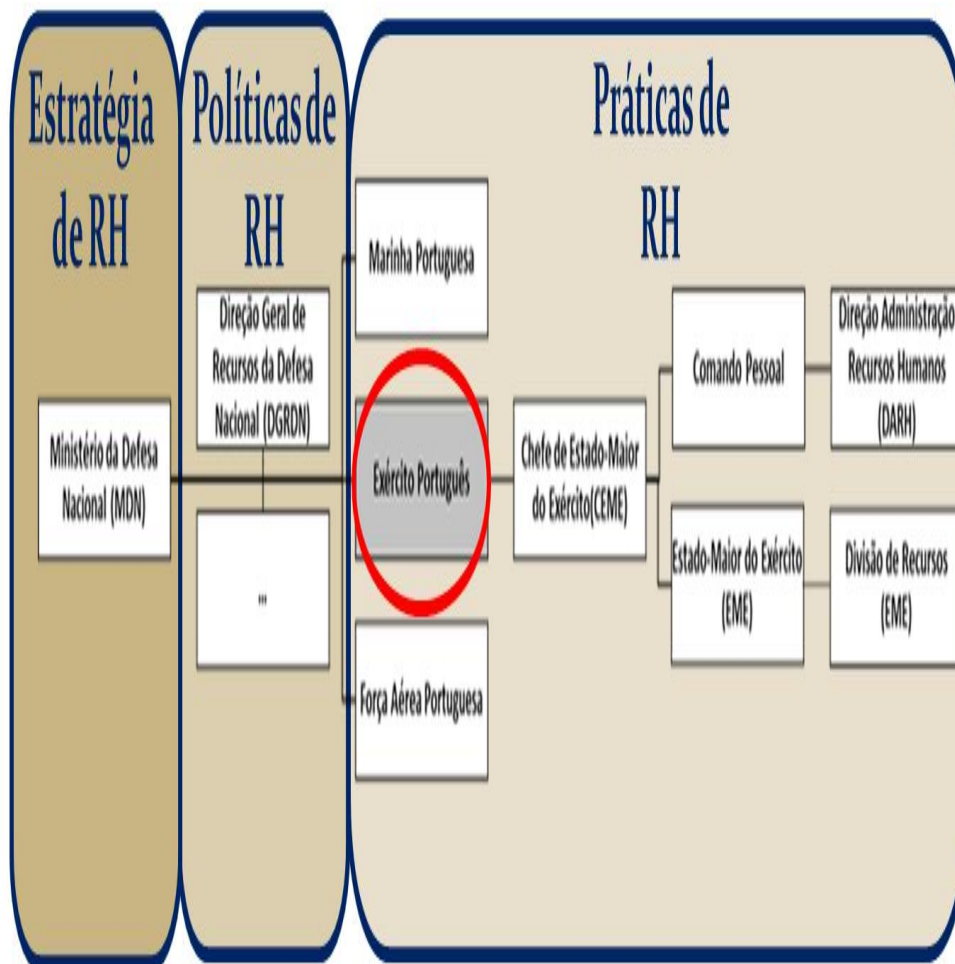 Estratégia
de RH
Políticas de
RH
Práticas de
RH
Ministério da Defesa
Nacional (MDN)
Direção Geral de
Recursos da Defesa
Nacional (DGRDN)
...
Marinha Portuguesa
Exército Português
Força Aérea Portuguesa
Chefe de Estado-Maior
do Exército(CEME)
Comando Pessoal
Estado-Maior do Exército
(EME)
Direção Administração
Recursos Humanos
(DARH)
Divisão de Recursos
(EME)